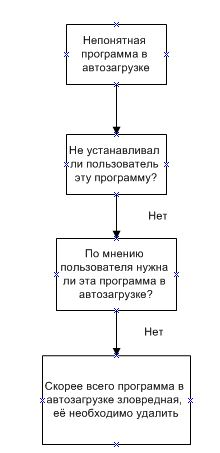 Непонятная
программа в
автозагрузке
Не устанавливал
ли пользователь
эту программу?
Нет
По мнению
пользователя нужна
ли эта программа в
автозагрузке?
Нет
Скорее всего программа в
автозагрузке зловредная,
её необходимо удалить